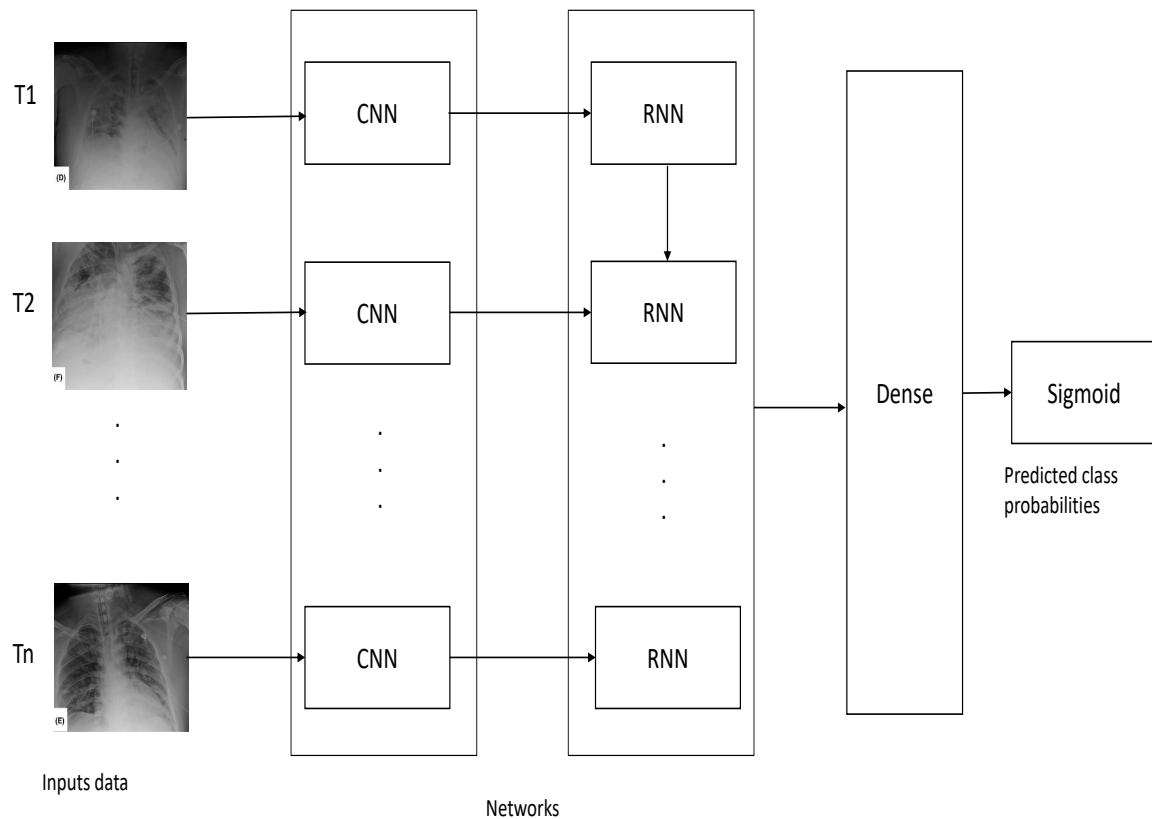 T1
(D)
CNN
RNN
T2
(F)
CNN
RNN
Dense
Sigmoid
Predicted class
probabilities
.
.
.
.
.
.
.
.
.
Tn
(E)
CNN
RNN
Inputs data
Networks